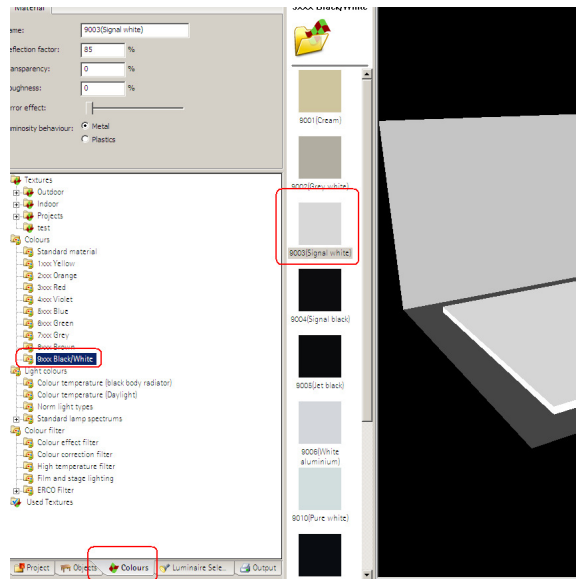 Material
ame: 9003(Signal white)
eflection factor: 85 %
ansparency: 0 %
oughness: 0 %
irror effect:
uminosity behaviour: Metal
Plastics
Textures
Outdoor
Indoor
Projects
test
Colours
Standard material
1xxx Yellow
2xxx Orange
3xxx Red
4xxx Violet
5xxx Blue
6xxx Green
7xxx Grey
8xxx Brown
9xxx Black/White
Light colours
Colour temperature (black body radiator)
Colour temperature (Daylight)
Norm light types
Standard lamp spectrums
Colour filter
Colour effect filter
Colour correction filter
High temperature filter
Film and stage lighting
ERCO Filter
Used Textures
Project
Objects
Colours
Luminaire Sele...
Output
9xxx Black/White
9001(Cream)
9002(Grey white)
9003(Signal white)
9004(Signal black)
9005(Jet black)
9006(White
aluminium)
9010(Pure white)